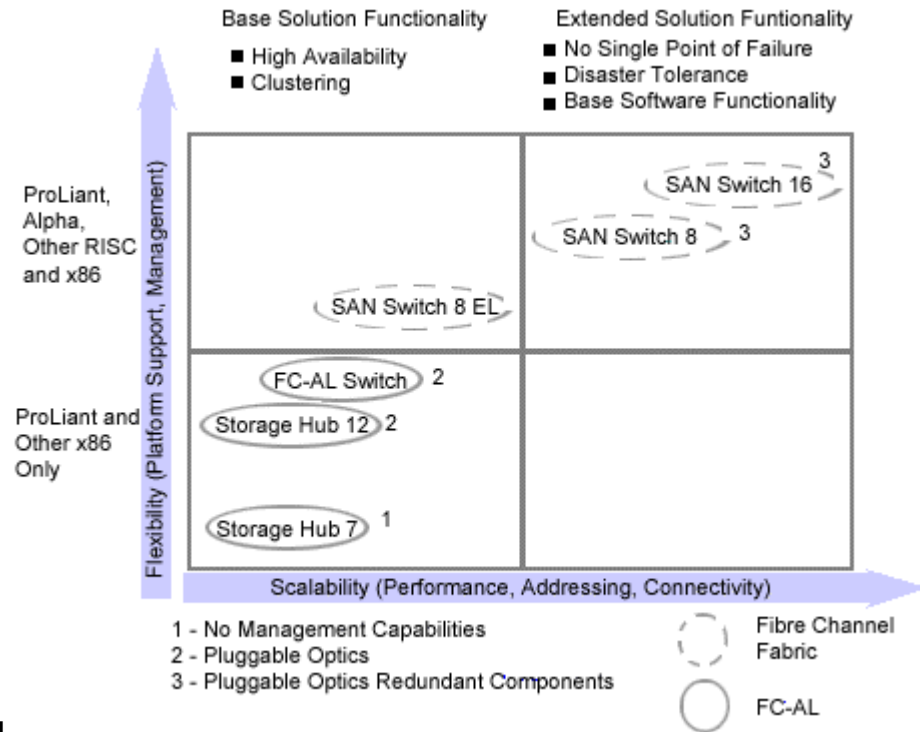 Base Solution Functionality
■ High Availability
■ Clustering
Extended Solution Funtionality
■ No Single Point of Failure
■ Disaster Tolerance
■ Base Software Functionality
Flexibility (Platform Support, Management)
ProLiant,
Alpha,
Other RISC
and x86
ProLiant and
Other x86
Only
SAN Switch 16 3
SAN Switch 8 3
SAN Switch 8 EL
FC-AL Switch 2
Storage Hub 12 2
Storage Hub 7 1
Scalability (Performance, Addressing, Connectivity)
1 - No Management Capabilities
2 - Pluggable Optics
3 - Pluggable Optics Redundant Components
Fibre Channel
Fabric
FC-AL